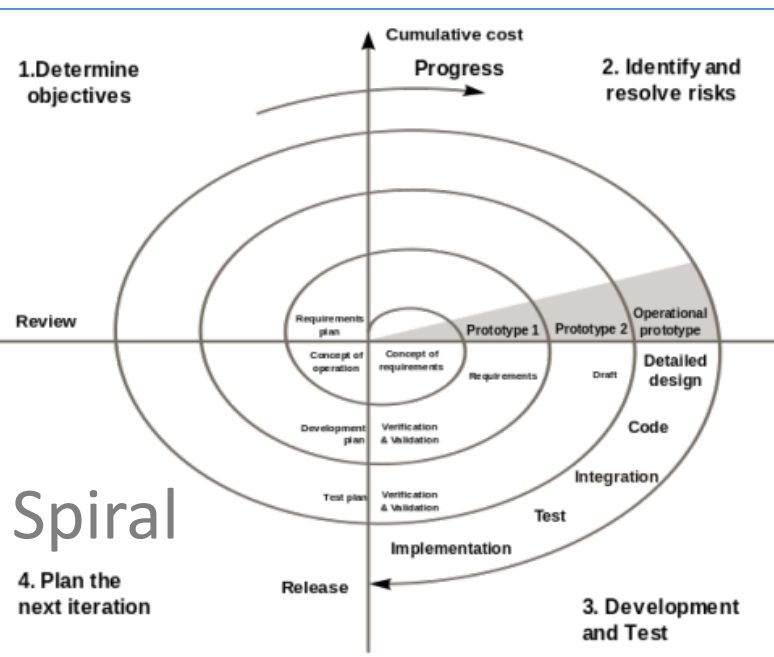 Cumulative cost
Progress
1.Determine
objectives
2. Identify and
resolve risks
Review
Requirements
plan
Prototype 1
Prototype 2
Operational
prototype
Concept of
operation
Concept of
requirements
Requirements
Draft
Detailed
design
Development
plan
Verification
& Validation
Code
Integration
Test plan
Verification
& Validation
Test
Implementation
Spiral
4. Plan the
next iteration
Release
3. Development
and Test